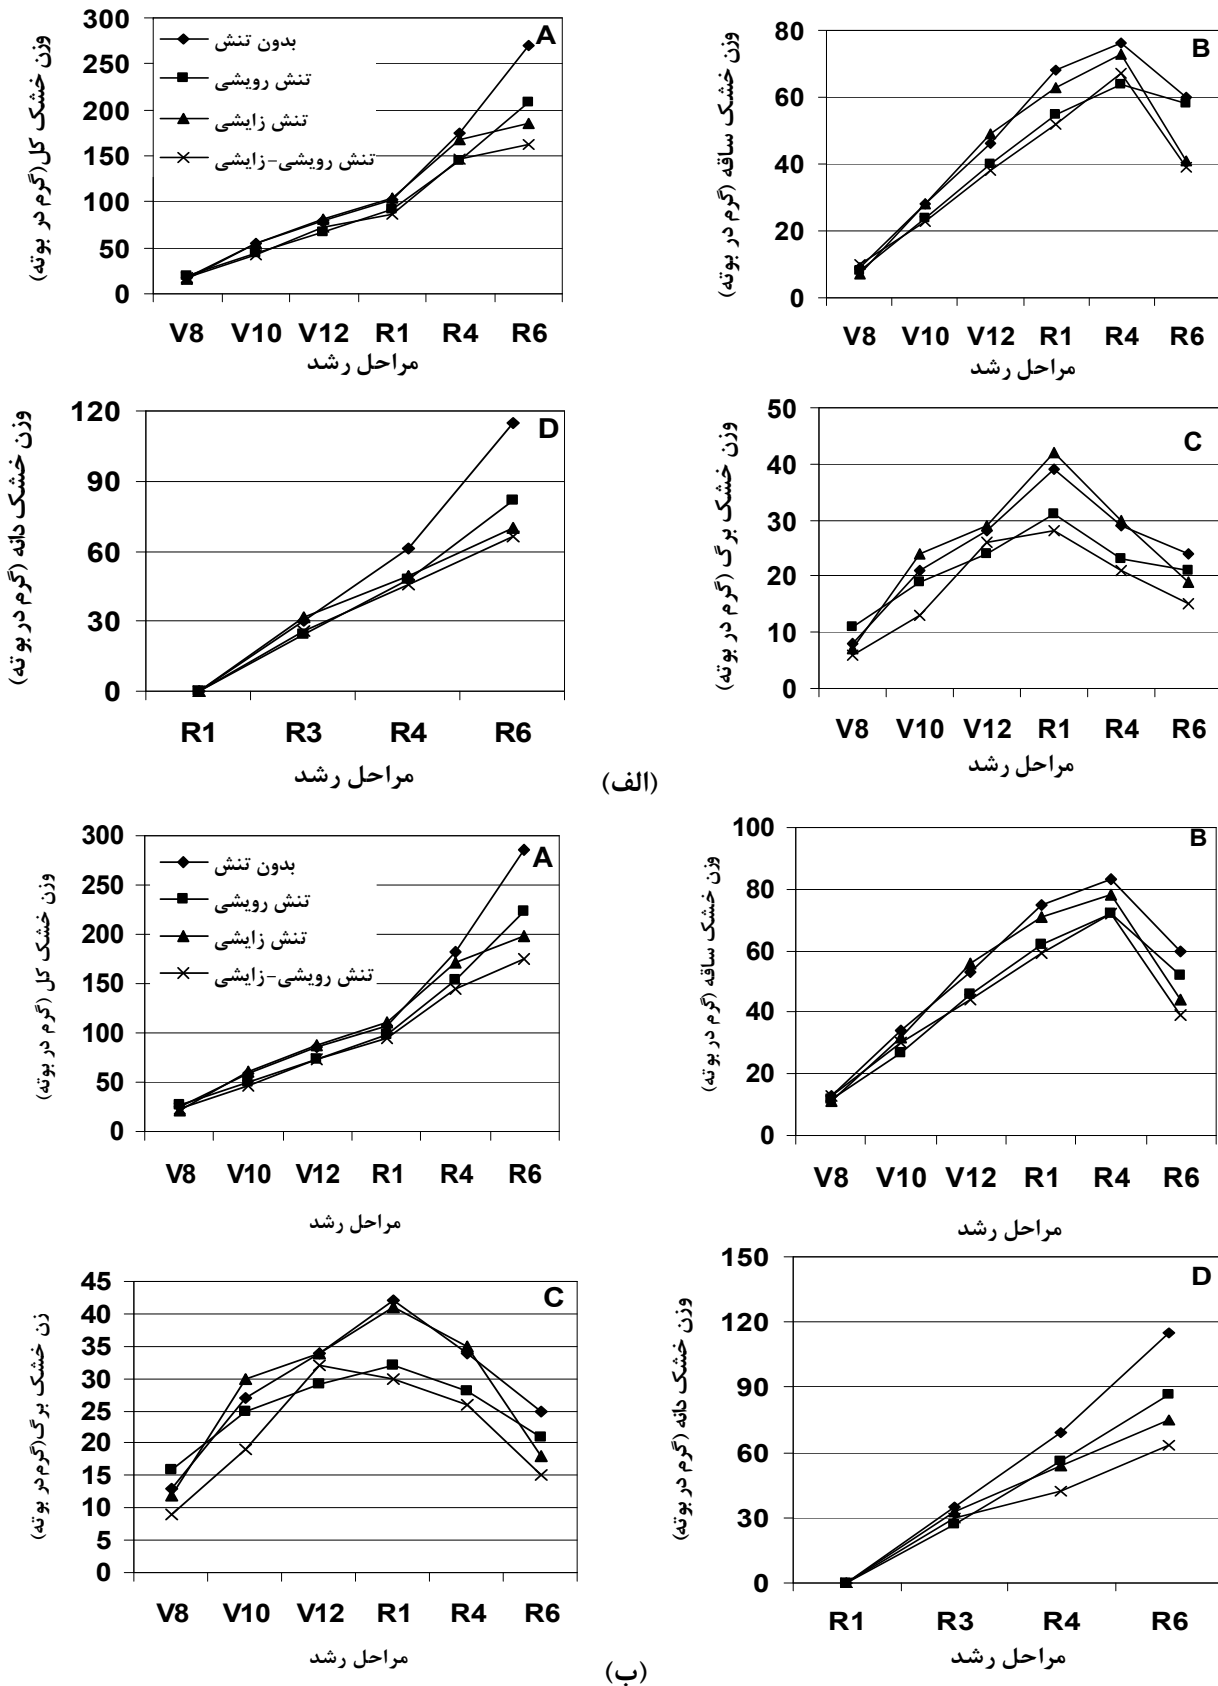 وزن خشک کل(گرم در بوته)
300
250
200
150
100
50
0
A
بدون تنش
تنش رویشی
تنش زایشی
تنش رویشی-زایشی
V8 V10 V12 R1 R4 R6
مراحل رشد
وزن خشک ساقه (گرم در بوته)
80
60
40
20
0
B
V8 V10 V12 R1 R4 R6
مراحل رشد
وزن خشک دانه (گرم در بوته)
120
90
60
30
0
D
R1 R3 R4 R6
مراحل رشد
وزن خشک برگ (گرم در بوته)
50
40
30
20
10
0
C
V8 V10 V12 R1 R4 R6
مراحل رشد
(الف)
وزن خشک کل (گرم در بوته)
300
250
200
150
100
50
0
A
بدون تنش
تنش رویشی
تنش زایشی
تنش رویشی-زایشی
V8 V10 V12 R1 R4 R6
مراحل رشد
وزن خشک ساقه (گرم در بوته)
100
80
60
40
20
0
B
V8 V10 V12 R1 R4 R6
مراحل رشد
زن خشک برگ(گرم در بوته)
45
40
35
30
25
20
15
10
5
0
C
V8 V10 V12 R1 R4 R6
مراحل رشد
وزن خشک دانه (گرم در بوته)
150
120
90
60
30
0
D
R1 R3 R4 R6
مراحل رشد
(ب)